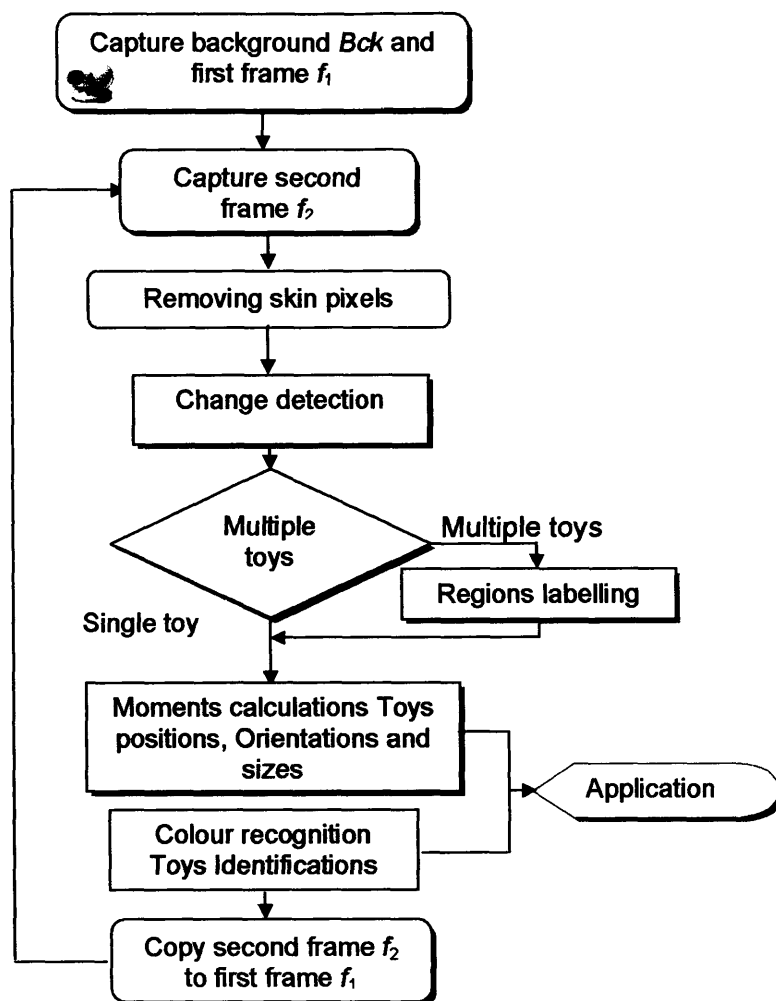 Capture background Bck and
first frame f₁
Capture second
frame f₂
Removing skin pixels
Change detection
Multiple
toys
Multiple toys
Regions labelling
Single toy
Moments calculations Toys
positions, Orientations and
sizes
Application
Colour recognition
Toys Identifications
Copy second frame f₂
to first frame f₁